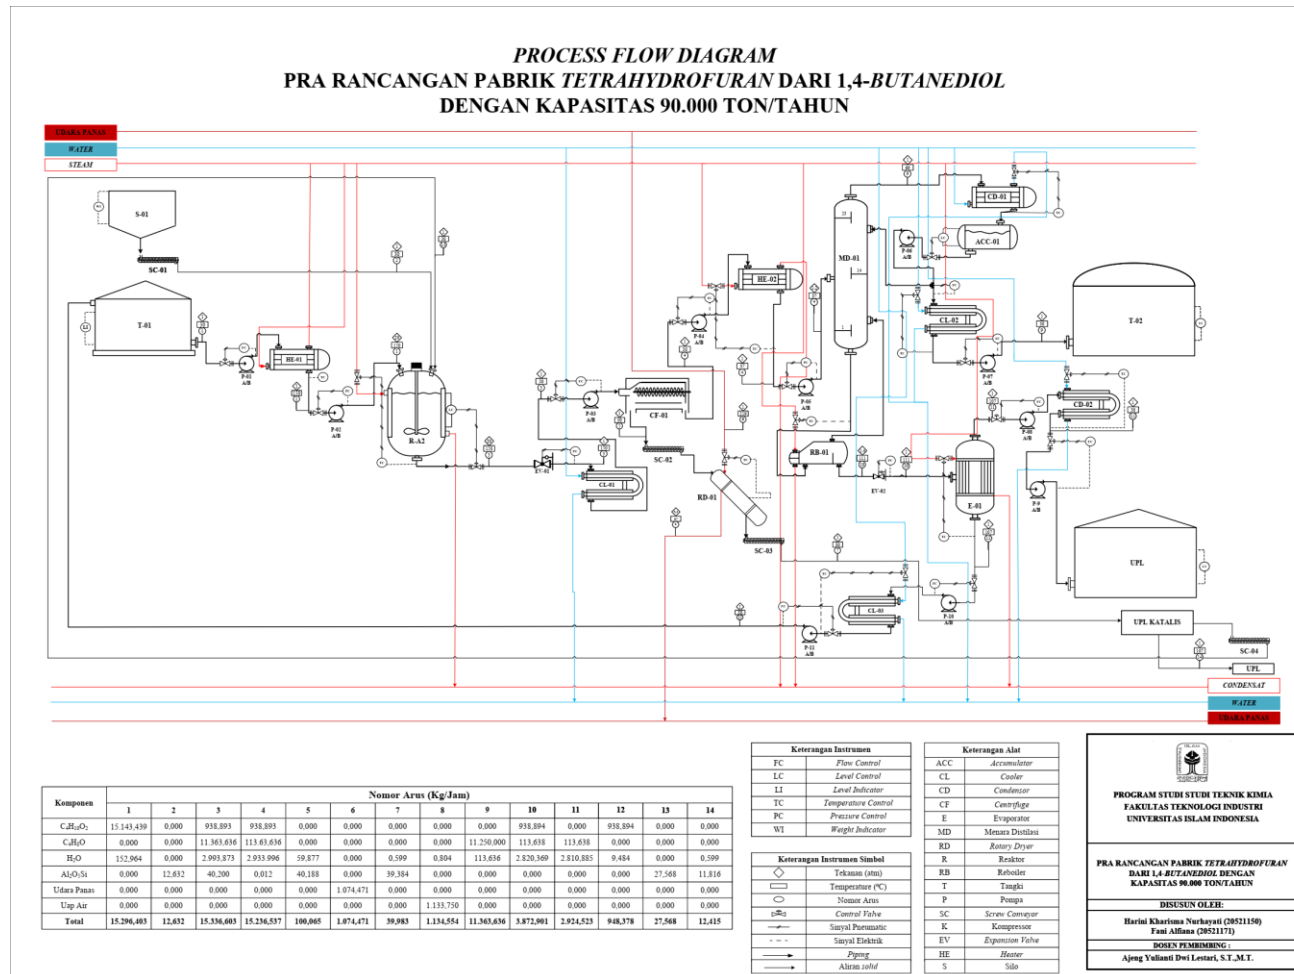 PROCESS FLOW DIAGRAM
PRA RANCANGAN PABRIK TETRAHYDROFURAN DARI 1,4-BUTANEDIOL
DENGAN KAPASITAS 90.000 TON/TAHUN
UDARA PANAS
WATER
STEAM
S-01
SC-01
T-01
LI
P-01
A/B
HE-01
P-02
A/B
R-A2
EV-01
P-03
A/B
CF-01
CL-01
SC-02
RD-01
SC-03
P-04
A/B
HE-02
P-05
A/B
MD-01
RB-01
EV-02
CD-01
ACC-01
P-06
A/B
CL-02
P-07
A/B
T-02
P-08
A/B
CD-02
P-9
A/B
E-01
UPL
P-10
A/B
CL-03
P-11
A/B
UPL KATALIS
SC-04
UPL
CONDENSAT
WATER
UDARA PANAS
Komponen Nomor Arus (Kg/Jam)
1 2 3 4 5 6 7 8 9 10 11 12 13 14
C₄H₁₀O₂ 15.143,439 0,000 938,893 938,893 0,000 0,000 0,000 0,000 0,000 938,894 0,000 938,894 0,000 0,000
C₄H₈O 0,000 0,000 11.363,636 113.63,636 0,000 0,000 0,000 0,000 11.250,000 113,638 113,638 0,000 0,000 0,000
H₂O 152,964 0,000 2.993,873 2.933,996 59,877 0,000 0,599 0,804 113,636 2.820,369 2.810,885 9,484 0,000 0,599
Al₂O₃Si 0,000 12,632 40,200 0,012 40,188 0,000 39,384 0,000 0,000 0,000 0,000 27,568 11,816
Udara Panas 0,000 0,000 0,000 0,000 0,000 1.074,471 0,000 0,000 0,000 0,000 0,000 0,000 0,000 0,000
Uap Air 0,000 0,000 0,000 0,000 0,000 0,000 0,000 1.133,750 0,000 0,000 0,000 0,000 0,000 0,000
Total 15.296,403 12,632 15.336,603 15.236,537 100,065 1.074,471 39,983 1.134,554 11.363,636 3.872,901 2.924,523 948,378 27,568 12,415
Keterangan Instrumen
FC Flow Control
LC Level Control
LI Level Indicator
TC Temperature Control
PC Pressure Control
WI Weight Indicator
Keterangan Instrumen Simbol
Tekanan (atm)
Temperature (°C)
Nomor Arus
Control Valve
Sinyal Pneumatic
Sinyal Elektrik
Piping
Aliran solid
Keterangan Alat
ACC Accumulator
CL Cooler
CD Condensor
CF Centrifuge
E Evaporator
MD Menara Distilasi
RD Rotary Dryer
R Reaktor
RB Reboiler
T Tangki
P Pompa
SC Screw Conveyor
K Kompressor
EV Expansion Valve
HE Heater
S Silo
PROGRAM STUDI STUDI TEKNIK KIMIA
FAKULTAS TEKNOLOGI INDUSTRI
UNIVERSITAS ISLAM INDONESIA
PRA RANCANGAN PABRIK TETRAHYDROFURAN
DARI 1,4-BUTANEDIOL DENGAN
KAPASITAS 90.000 TON/TAHUN
DISUSUN OLEH:
Harini Kharisma Nurhayati (20521150)
Fani Alfiana (20521171)
DOSEN PEMBIMBING :
Ajeng Yulianti Dwi Lestari, S.T.,M.T.